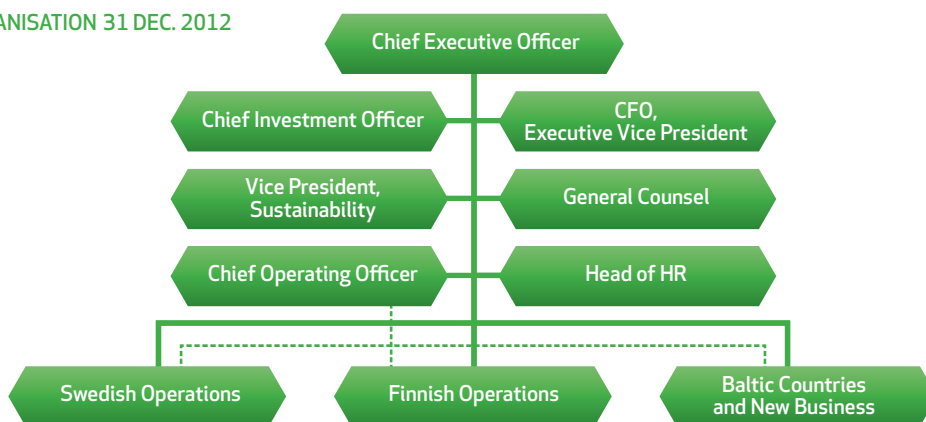 ANISATION 31 DEC. 2012
Chief Executive Officer
Chief Investment Officer
CFO,
Executive Vice President
Vice President,
Sustainability
General Counsel
Chief Operating Officer
Head of HR
Swedish Operations
Finnish Operations
Baltic Countries
and New Business